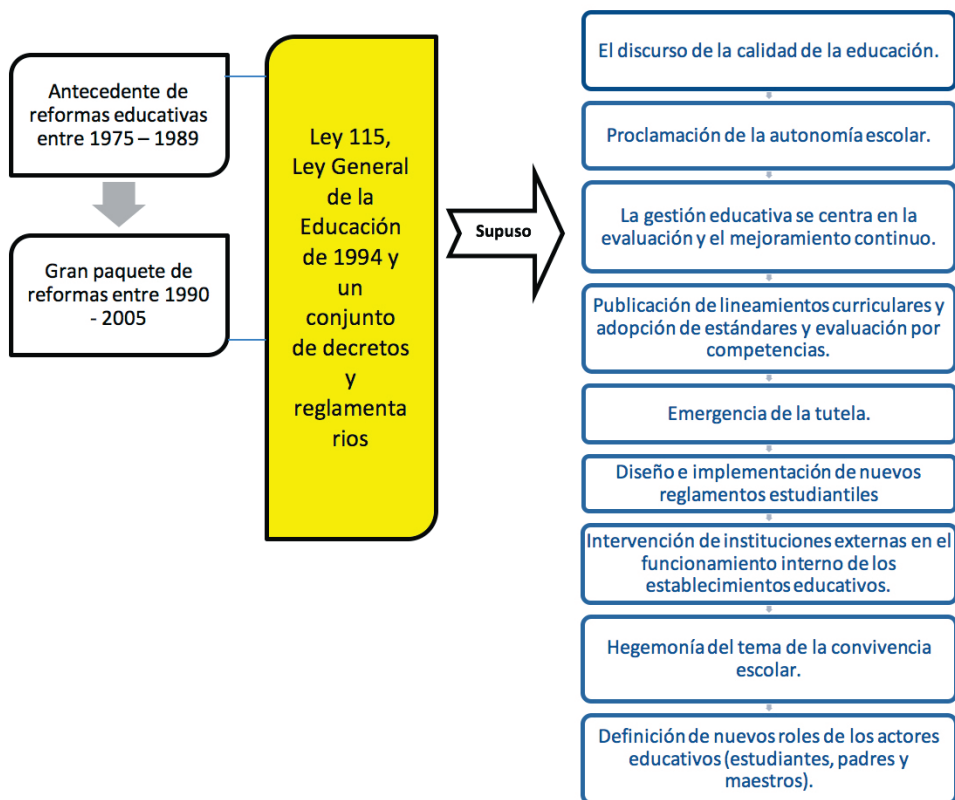 Antecedente de
reformas educativas
entre 1975 – 1989
Gran paquete de
reformas entre 1990
- 2005
Ley 115,
Ley General
de la
Educación
de 1994 y
un
conjunto
de decretos
y
reglamenta
rios
Supuso
El discurso de la calidad de la educación.
Proclamación de la autonomía escolar.
La gestión educativa se centra en la
evaluación y el mejoramiento continuo.
Publicación de lineamientos curriculares y
adopción de estándares y evaluación por
competencias.
Emergencia de la tutela.
Diseño e implementación de nuevos
reglamentos estudiantiles
Intervención de instituciones externas en el
funcionamiento interno de los
establecimientos educativos.
Hegemonía del tema de la convivencia
escolar.
Definición de nuevos roles de los actores
educativos (estudiantes, padres y
maestros).